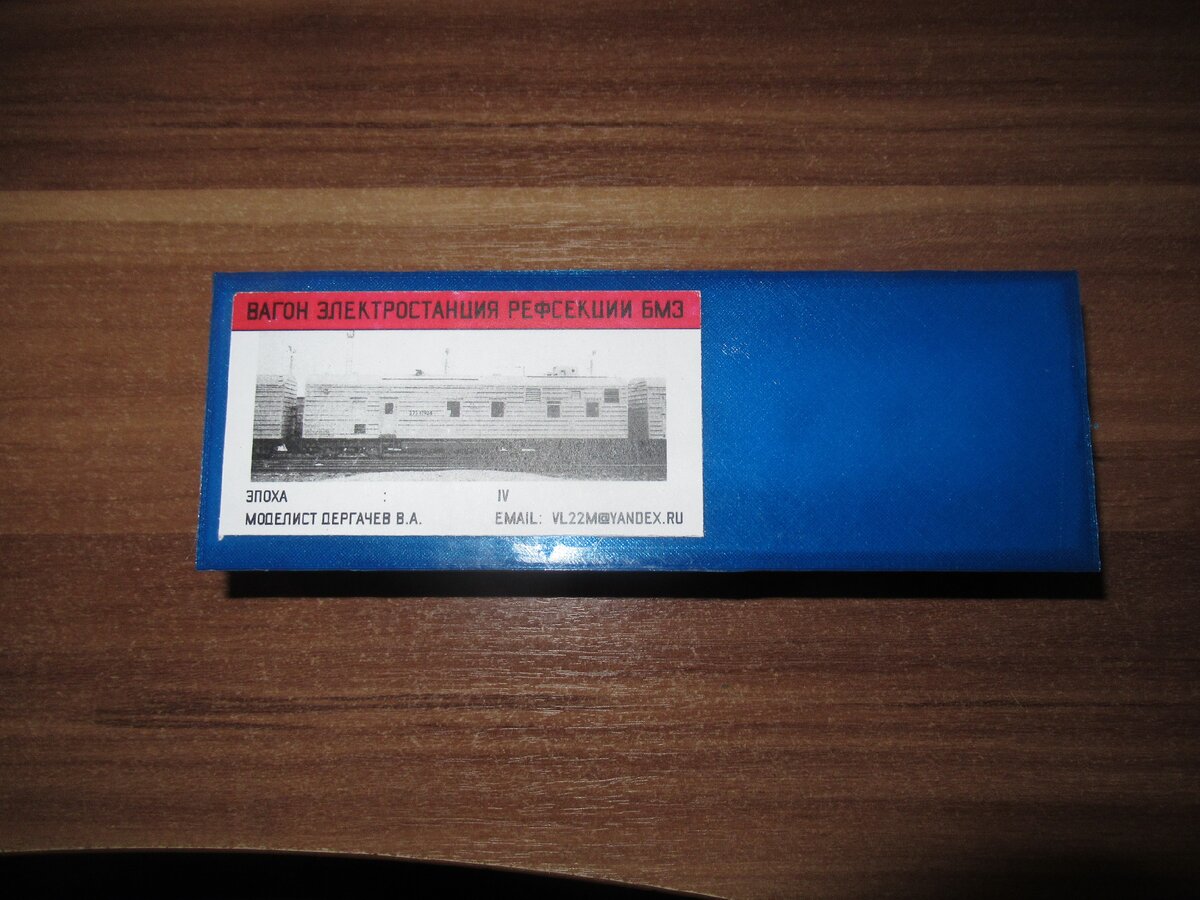 ВАГОН ЭЛЕКТРОСТАНЦИЯ РЕФСЕКЦИИ БМЗ
ЭПОХА : IV
МОДЕЛИСТ ДЕРГАЧЕВ В.А. EMAIL: VL22M@YANDEX.RU